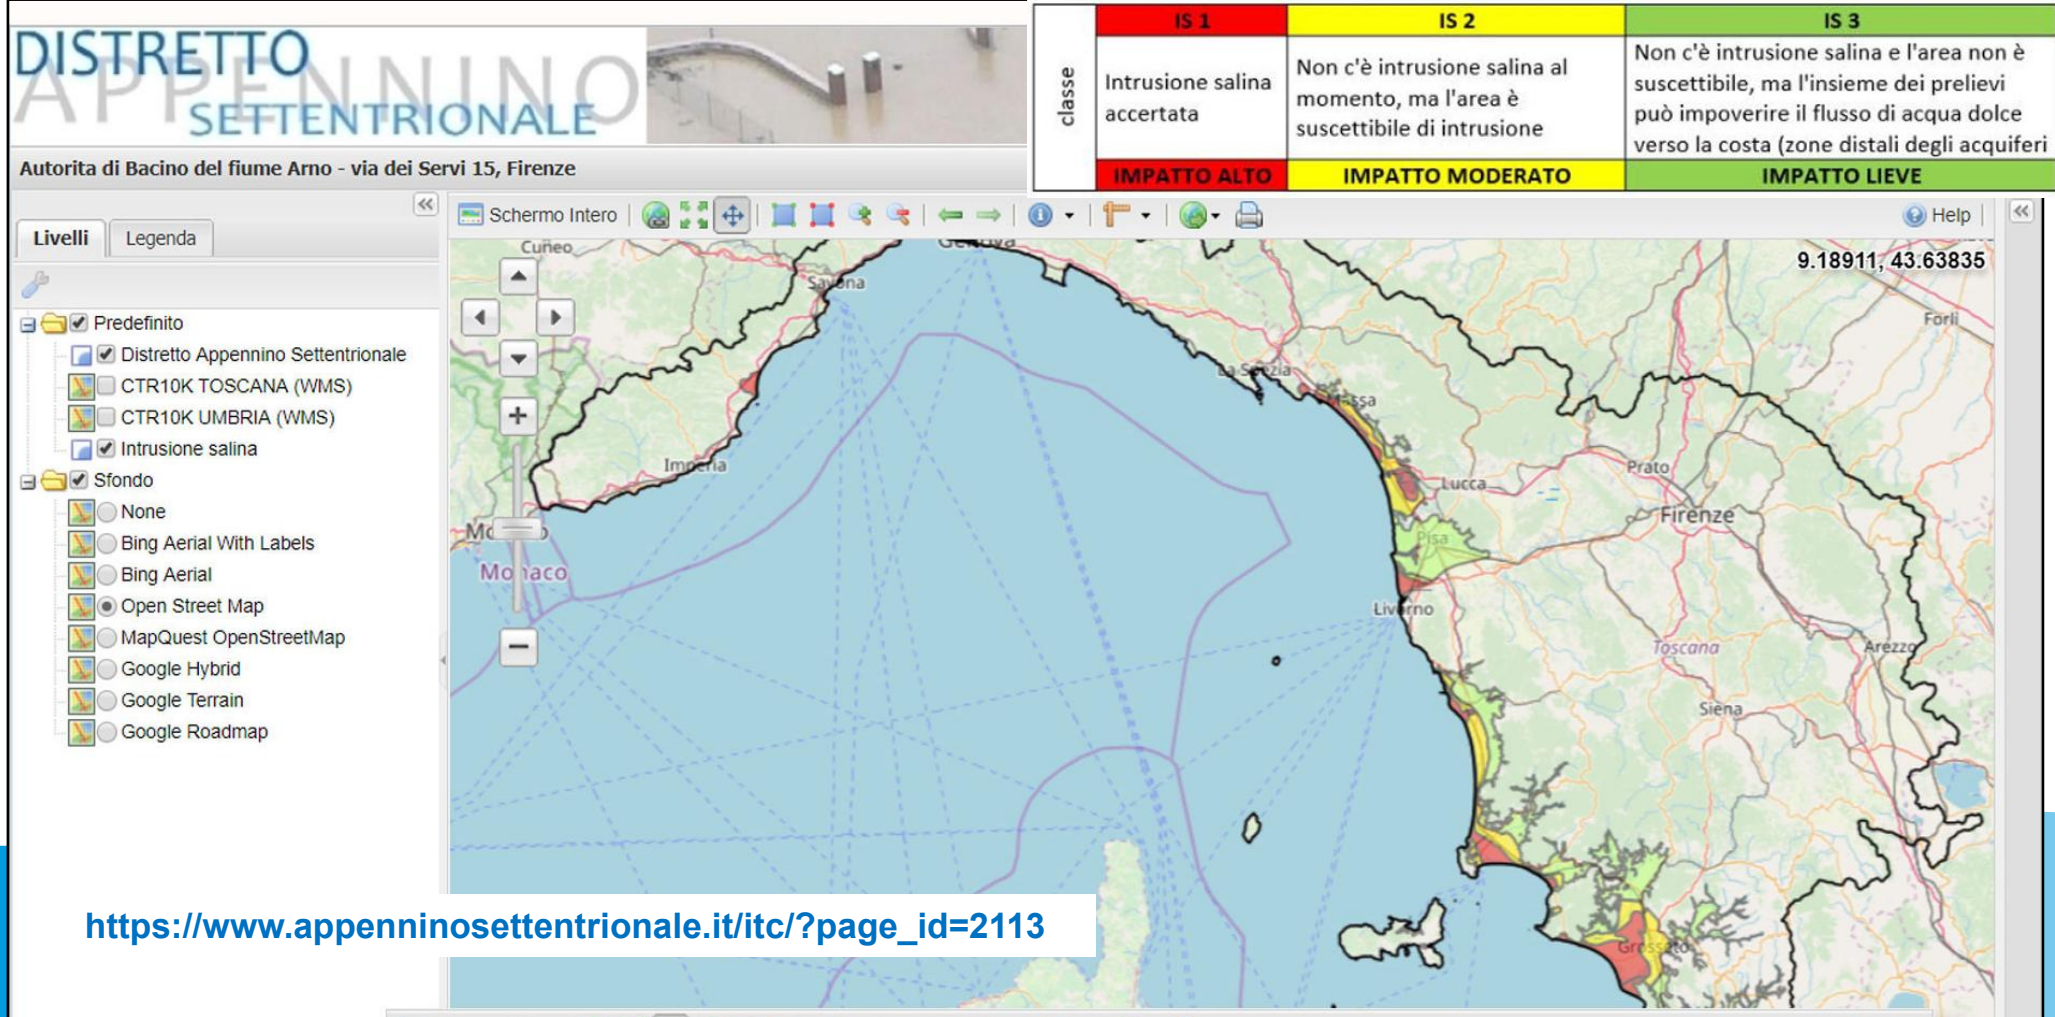 DISTRETTO
APPENNINO
SETTENTRIONALE
Autorita di Bacino del fiume Arno - via dei Servi 15, Firenze
classe
IS 1
IS 2
IS 3
Intrusione salina
accertata
Non c'è intrusione salina al
momento, ma l'area è
suscettibile di intrusione
Non c'è intrusione salina e l'area non è
suscettibile, ma l'insieme dei prelievi
può impoverire il flusso di acqua dolce
verso la costa (zone distali degli acquiferi
IMPATTO ALTO
IMPATTO MODERATO
IMPATTO LIEVE
Livelli
Legenda
Schermo Intero
Help
Predefinito
Distretto Appennino Settentrionale
CTR10K TOSCANA (WMS)
CTR10K UMBRIA (WMS)
Intrusione salina
Sfondo
None
Bing Aerial With Labels
Bing Aerial
Open Street Map
MapQuest OpenStreetMap
Google Hybrid
Google Terrain
Google Roadmap
9.18911, 43.63835
Cuneo
Genova
Savona
Forlì
La Spezia
Massa
Imperia
Prato
Lucca
Firenze
Pisa
Monaco
Livorno
Toscana
Arezzo
Siena
Grosseto
https://www.appenninosettentrionale.it/itc/?page_id=2113